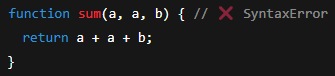 function sum(a, a, b) { // ❌ SyntaxError
  return a + a + b;
}